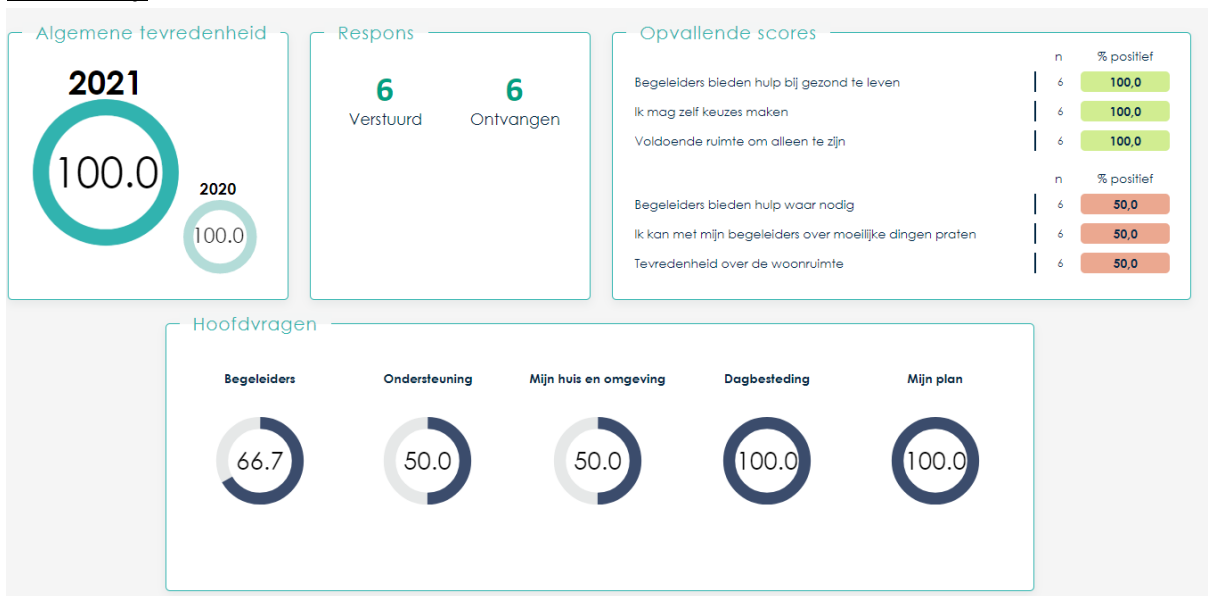 Algemene tevredenheid
2021
100.0
2020
100.0
Respons
6
Verstuurd
6
Ontvangen
Opvallende scores
n % positief
Begeleiders bieden hulp bij gezond te leven 6 100,0
Ik mag zelf keuzes maken 6 100,0
Voldoende ruimte om alleen te zijn 6 100,0
n % positief
Begeleiders bieden hulp waar nodig 6 50,0
Ik kan met mijn begeleiders over moeilijke dingen praten 6 50,0
Tevredenheid over de woonruimte 6 50,0
Hoofdvragen
Begeleiders Ondersteuning Mijn huis en omgeving Dagbesteding Mijn plan
66.7 50.0 50.0 100.0 100.0